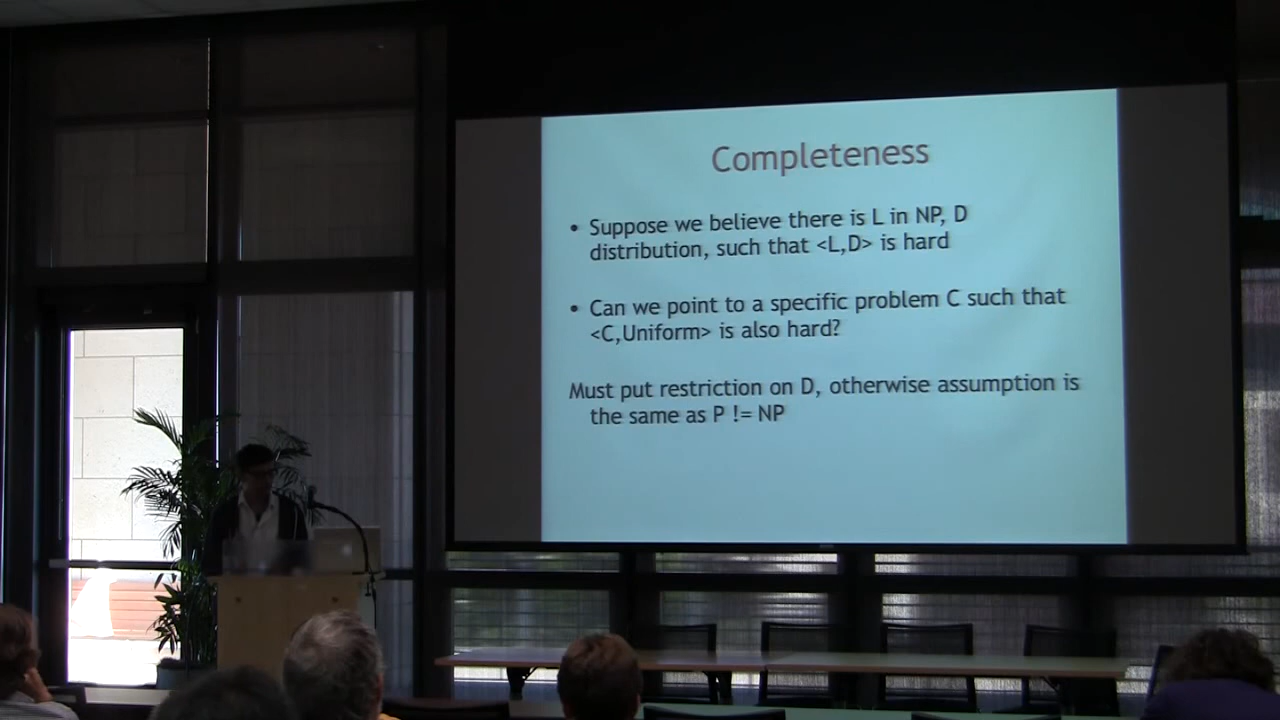 Completeness
• Suppose we believe there is L in NP, D
distribution, such that <L,D> is hard
• Can we point to a specific problem C such that
<C,Uniform> is also hard?
Must put restriction on D, otherwise assumption is
the same as P != NP